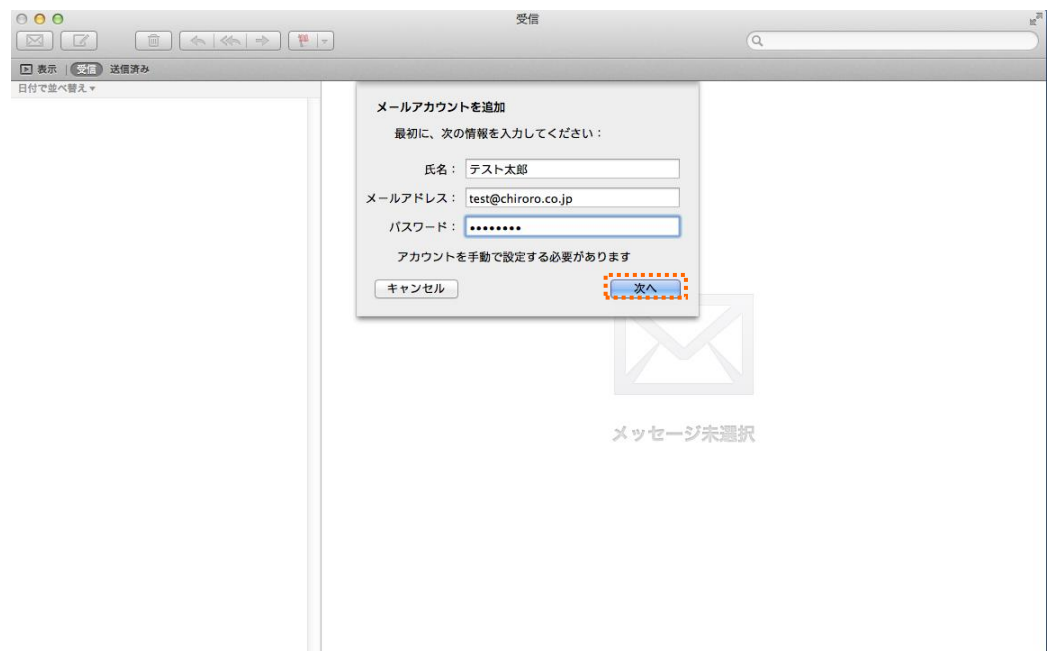 受信
表示 | 受信 送信済み
日付で並べ替え ▼
メールアカウントを追加
最初に、次の情報を入力してください：
氏名： テスト太郎
メールアドレス： test@chiroro.co.jp
パスワード： ••••••••
アカウントを手動で設定する必要があります
キャンセル 次へ
メッセージ未選択